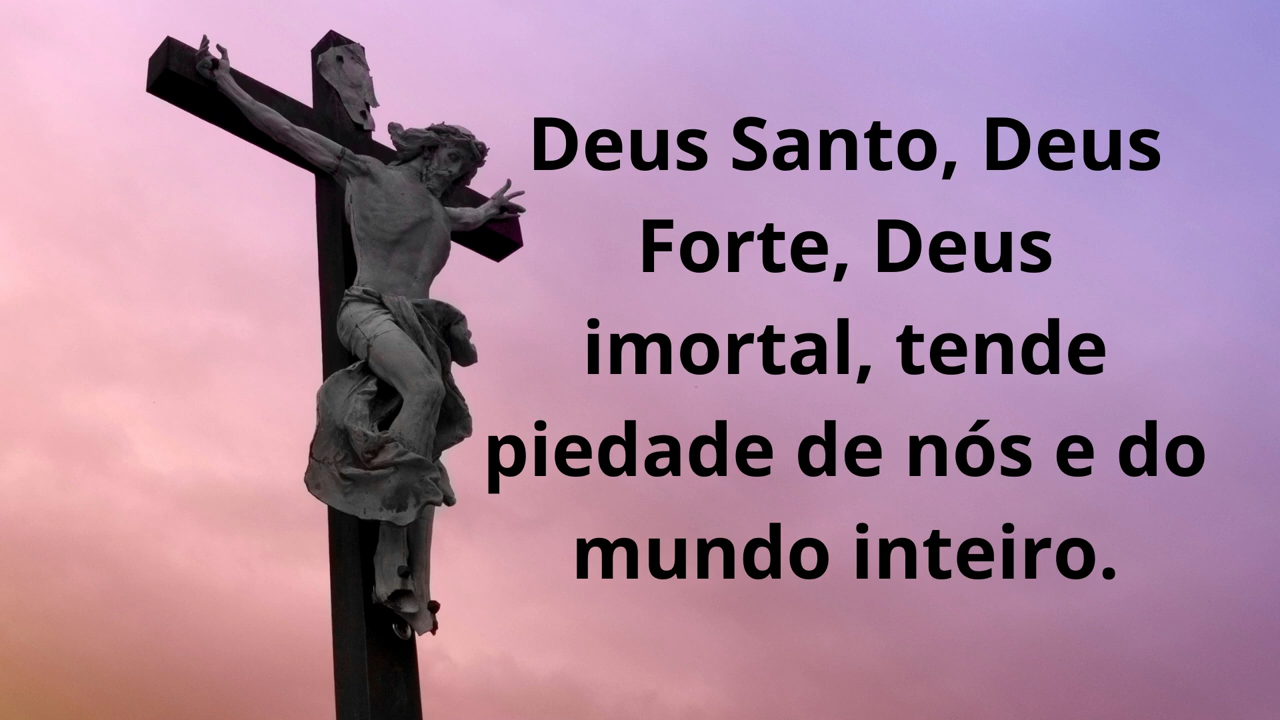 Deus Santo, Deus
Forte, Deus
imortal, tende
piedade de nós e do
mundo inteiro.